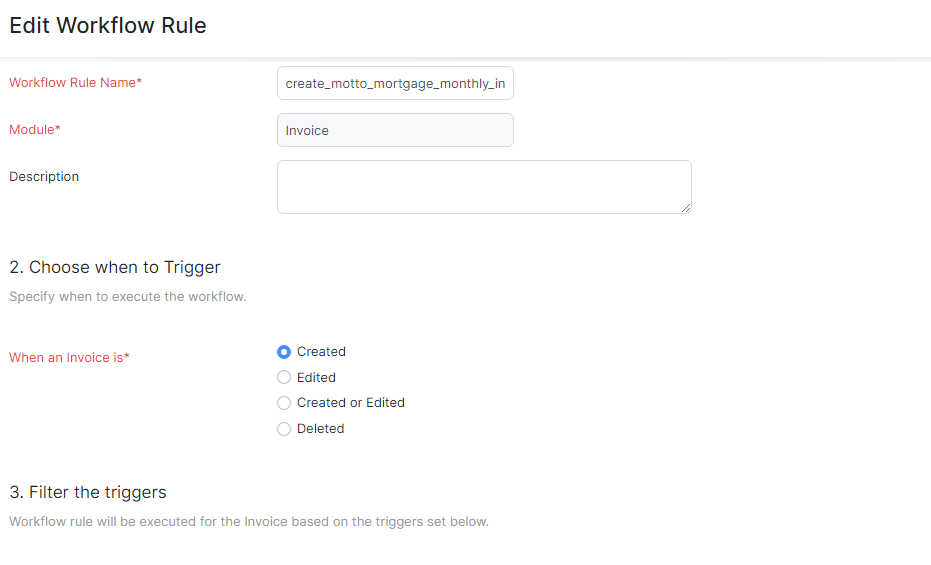 Edit Workflow Rule
Workflow Rule Name*
create_motto_mortgage_monthly_in
Module*
Invoice
Description
2. Choose when to Trigger
Specify when to execute the workflow.
When an Invoice is*
Created
Edited
Created or Edited
Deleted
3. Filter the triggers
Workflow rule will be executed for the Invoice based on the triggers set below.